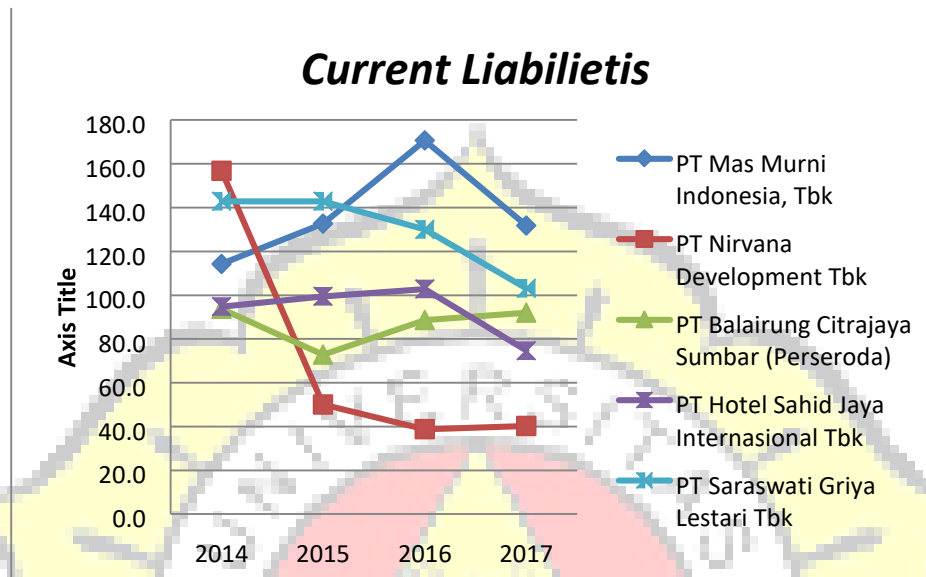 Current Liabilietis
Axis Title
180.0
160.0
140.0
120.0
100.0
80.0
60.0
40.0
20.0
0.0
2014 2015 2016 2017
PT Mas Murni
Indonesia, Tbk
PT Nirvana
Development Tbk
PT Balairung Citrajaya
Sumbar (Perseroda)
PT Hotel Sahid Jaya
Internasional Tbk
PT Saraswati Griya
Lestari Tbk